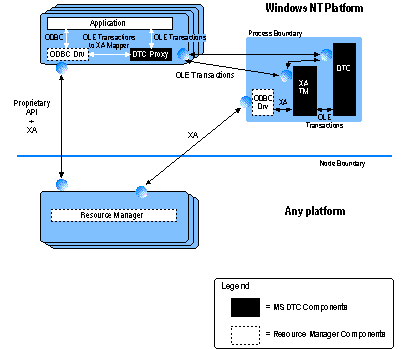 Windows NT Platform
Application
Process Boundary
ODBC
OLE Transactions
to XA Mapper
OLE Transactions
ODBC Drv
DTC Proxy
DTC
OLE Transactions
XA
TM
ODBC
Drv
XA
OLE
Transactions
Proprietary
API
+
XA
XA
Node Boundary
Resource Manager
Any platform
Legend
= MS DTC Components
= Resource Manager Components